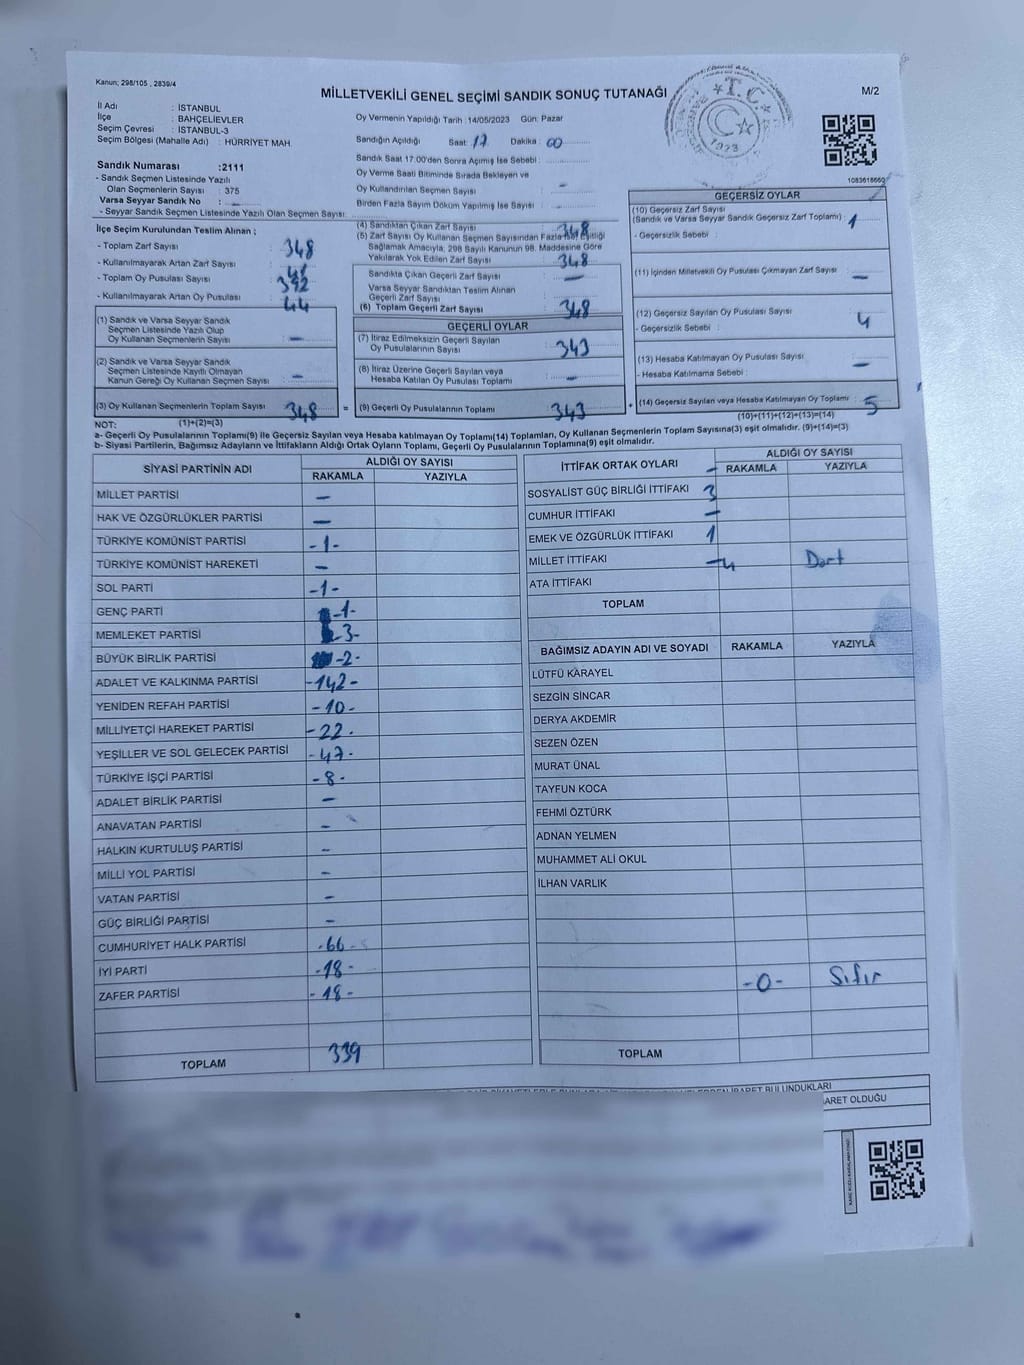 Kanun; 298/105 , 2839/4
MİLLETVEKİLİ GENEL SEÇİMİ SANDIK SONUÇ TUTANAĞI
M/2
T.C.
1923
İl Adı : İSTANBUL
İlçe : BAHÇELİEVLER
Seçim Çevresi : İSTANBUL-3
Seçim Bölgesi (Mahalle Adı) : HÜRRİYET MAH.
Oy Vermenin Yapıldığı Tarih : 14/05/2023 Gün: Pazar
Sandığın Açıldığı Saat: 17 Dakika : 00
Sandık Saat 17:00'den Sonra Açılmış İse Sebebi :
Oy Verme Saati Bitiminde Sırada Bekleyen ve
Oy Kullandırılan Seçmen Sayısı : -
Birden Fazla Sayım Döküm Yapılmış İse Sayısı :
1083618660
Sandık Numarası : 2111
- Sandık Seçmen Listesinde Yazılı
Olan Seçmenlerin Sayısı : 375
Varsa Seyyar Sandık No : -
- Seyyar Sandık Seçmen Listesinde Yazılı Olan Seçmen Sayısı:
İlçe Seçim Kurulundan Teslim Alınan ;
- Toplam Zarf Sayısı : 348
- Kullanılmayarak Artan Zarf Sayısı :
- Toplam Oy Pusulası Sayısı : 392
- Kullanılmayarak Artan Oy Pusulası : 44
(1) Sandık ve Varsa Seyyar Sandık
Seçmen Listesinde Yazılı Olup
Oy Kullanan Seçmenlerin Sayısı : -
(2) Sandık ve Varsa Seyyar Sandık
Seçmen Listesinde Kayıtlı Olmayan
Kanun Gereği Oy Kullanan Seçmen Sayısı : -
(3) Oy Kullanan Seçmenlerin Toplam Sayısı : 348
(1)+(2)=(3)
(4) Sandıktan Çıkan Zarf Sayısı : 348
(5) Zarf Sayısı Oy Kullanan Seçmen Sayısından Fazla İse, Eşitliği
Sağlamak Amacıyla, 298 Sayılı Kanunun 98. Maddesine Göre
Yakılarak Yok Edilen Zarf Sayısı : 348
Sandıkta Çıkan Geçerli Zarf Sayısı : -
Varsa Seyyar Sandıktan Teslim Alınan
Geçerli Zarf Sayısı : -
(6) Toplam Geçerli Zarf Sayısı : 348
GEÇERLİ OYLAR
(7) İtiraz Edilmeksizin Geçerli Sayılan
Oy Pusulalarının Sayısı : 343
(8) İtiraz Üzerine Geçerli Sayılan veya
Hesaba Katılan Oy Pusulası Toplamı : -
= (9) Geçerli Oy Pusulalarının Toplamı : 343
GEÇERSİZ OYLAR
(10) Geçersiz Zarf Sayısı
(Sandık ve Varsa Seyyar Sandık Geçersiz Zarf Toplamı) : 1
- Geçersizlik Sebebi :
(11) İçinden Milletvekili Oy Pusulası Çıkmayan Zarf Sayısı : -
(12) Geçersiz Sayılan Oy Pusulası Sayısı : 4
- Geçersizlik Sebebi :
(13) Hesaba Katılmayan Oy Pusulası Sayısı : -
- Hesaba Katılmama Sebebi :
+ (14) Geçersiz Sayılan veya Hesaba Katılmayan Oy Toplamı : 5
(10)+(11)+(12)+(13)=(14)
NOT:
a- Geçerli Oy Pusulalarının Toplamı(9) ile Geçersiz Sayılan veya Hesaba katılmayan Oy Toplamı(14) Toplamları, Oy Kullanan Seçmenlerin Toplam Sayısına(3) eşit olmalıdır. (9)+(14)=(3)
b- Siyasi Partilerin, Bağımsız Adayların ve İttifakların Aldığı Oyların Toplamı, Geçerli Oy Pusulalarının Toplamına(9) eşit olmalıdır.
SİYASİ PARTİNİN ADI
ALDIĞI OY SAYISI
RAKAMLA YAZIYLA
MİLLET PARTİSİ -
HAK VE ÖZGÜRLÜKLER PARTİSİ -
TÜRKİYE KOMÜNİST PARTİSİ -1-
TÜRKİYE KOMÜNİST HAREKETİ -
SOL PARTİ -1-
GENÇ PARTİ -1-
MEMLEKET PARTİSİ -3-
BÜYÜK BİRLİK PARTİSİ -2-
ADALET VE KALKINMA PARTİSİ -142-
YENİDEN REFAH PARTİSİ -10-
MİLLİYETÇİ HAREKET PARTİSİ -22-
YEŞİLLER VE SOL GELECEK PARTİSİ -47-
TÜRKİYE İŞÇİ PARTİSİ -8-
ADALET BİRLİK PARTİSİ -
ANAVATAN PARTİSİ -
HALKIN KURTULUŞ PARTİSİ -
MİLLİ YOL PARTİSİ -
VATAN PARTİSİ -
GÜÇ BİRLİĞİ PARTİSİ -
CUMHURİYET HALK PARTİSİ -66-
İYİ PARTİ -18-
ZAFER PARTİSİ -18-
TOPLAM 339
İTTİFAK ORTAK OYLARI
ALDIĞI OY SAYISI
RAKAMLA YAZIYLA
-
SOSYALİST GÜÇ BİRLİĞİ İTTİFAKI 3
CUMHUR İTTİFAKI -
EMEK VE ÖZGÜRLÜK İTTİFAKI 1
MİLLET İTTİFAKI -
ATA İTTİFAKI
TOPLAM 4 Dört
BAĞIMSIZ ADAYIN ADI VE SOYADI RAKAMLA YAZIYLA
LÜTFÜ KARAYEL
SEZGİN SİNCAR
DERYA AKDEMİR
SEZEN ÖZEN
MURAT ÜNAL
TAYFUN KOCA
FEHMİ ÖZTÜRK
ADNAN YELMEN
MUHAMMET ALİ OKUL
İLHAN VARLIK
TOPLAM -0- Sıfır
İBARET BULUNDUKLARI
ARET OLDUĞU